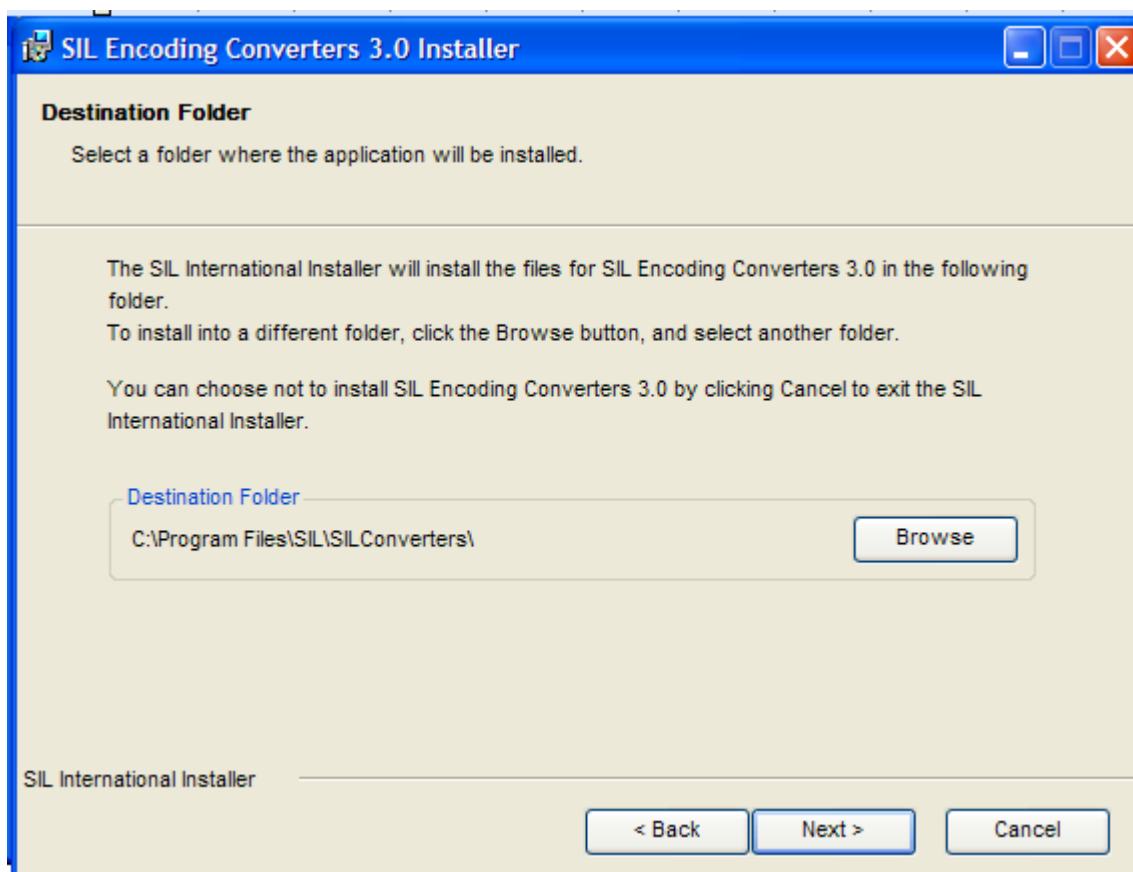 SIL Encoding Converters 3.0 Installer
Destination Folder
Select a folder where the application will be installed.
The SIL International Installer will install the files for SIL Encoding Converters 3.0 in the following
folder.
To install into a different folder, click the Browse button, and select another folder.
You can choose not to install SIL Encoding Converters 3.0 by clicking Cancel to exit the SIL
International Installer.
Destination Folder
C:\Program Files\SIL\SILConverters\
Browse
SIL International Installer
< Back
Next >
Cancel